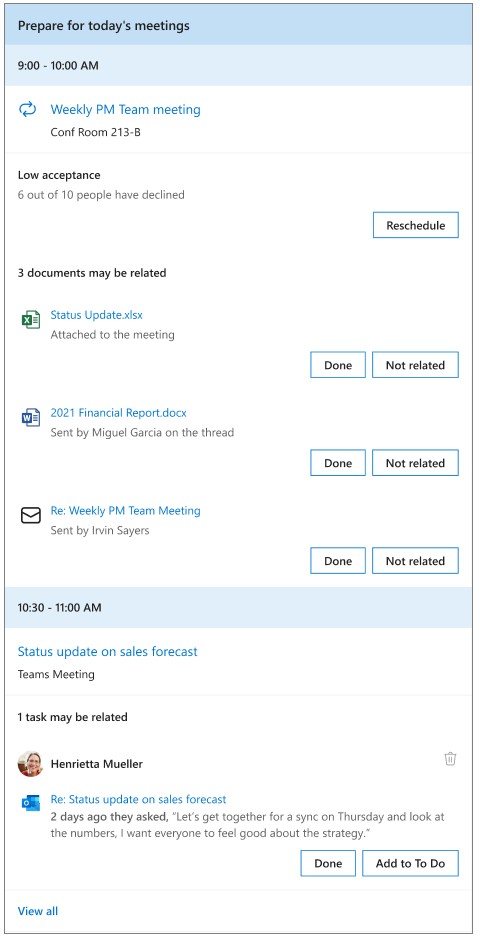 Prepare for today's meetings
9:00 - 10:00 AM
Weekly PM Team meeting
Conf Room 213-B
Low acceptance
6 out of 10 people have declined
Reschedule
3 documents may be related
Status Update.xlsx
Attached to the meeting
Done
Not related
2021 Financial Report.docx
Sent by Miguel Garcia on the thread
Done
Not related
Re: Weekly PM Team Meeting
Sent by Irvin Sayers
Done
Not related
10:30 - 11:00 AM
Status update on sales forecast
Teams Meeting
1 task may be related
Henrietta Mueller
Re: Status update on sales forecast
2 days ago they asked, “Let’s get together for a sync on Thursday and look at
the numbers, I want everyone to feel good about the strategy.”
Done
Add to To Do
View all